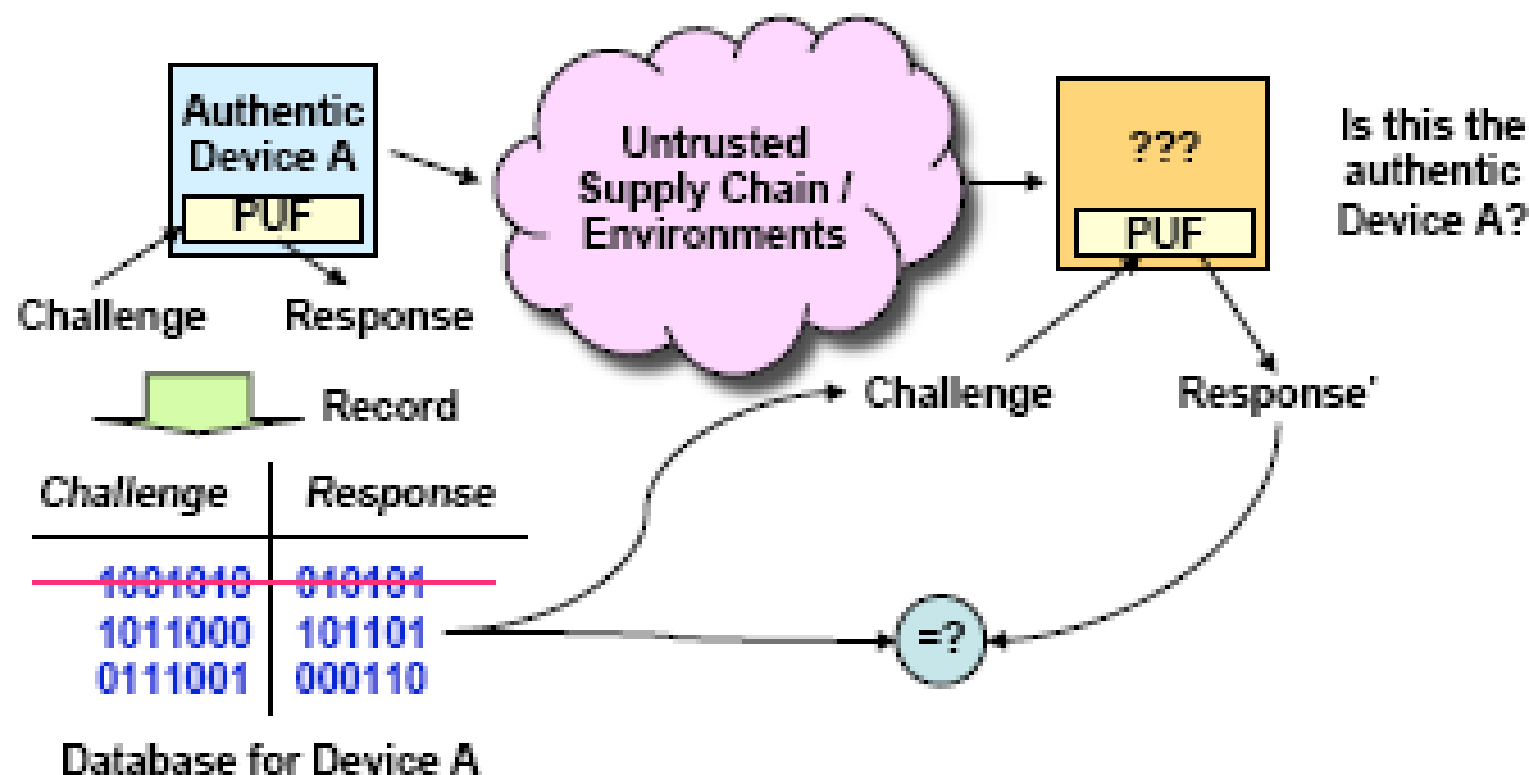 Authentic
Device A
PUF
Challenge
Response
Record
Untrusted
Supply Chain /
Environments
???
PUF
Is this the
authentic
Device A?
Challenge
Response'
Challenge Response
1001010 010101
1011000 101101
0111001 000110
=?
Database for Device A